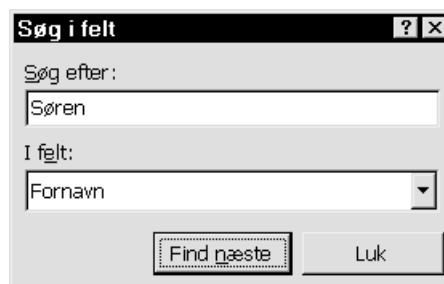 Søg i felt
Søg efter:
Søren
I felt:
Fornavn
Find næste
Luk